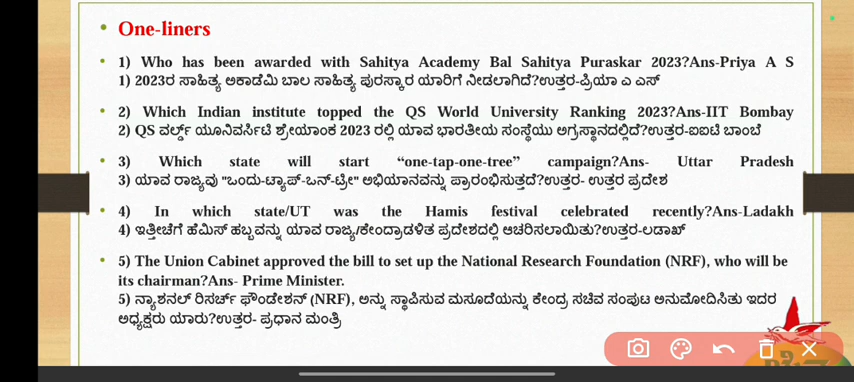 One-liners
1) Who has been awarded with Sahitya Academy Bal Sahitya Puraskar 2023?Ans-Priya A S
1) 2023ರ ಸಾಹಿತ್ಯ ಅಕಾಡೆಮಿ ಬಾಲ ಸಾಹಿತ್ಯ ಪುರಸ್ಕಾರ ಯಾರಿಗೆ ನೀಡಲಾಗಿದೆ?ಉತ್ತರ-ಪ್ರಿಯಾ ಎ ಎಸ್
2) Which Indian institute topped the QS World University Ranking 2023?Ans-IIT Bombay
2) QS ವರ್ಲ್ಡ್ ಯೂನಿವರ್ಸಿಟಿ ಶ್ರೇಯಾಂಕ 2023 ರಲ್ಲಿ ಯಾವ ಭಾರತೀಯ ಸಂಸ್ಥೆಯು ಅಗ್ರಸ್ಥಾನದಲ್ಲಿದೆ?ಉತ್ತರ-ಐಐಟಿ ಬಾಂಬೆ
3) Which state will start “one-tap-one-tree” campaign?Ans- Uttar Pradesh
3) ಯಾವ ರಾಜ್ಯವು "ಒಂದು-ಟ್ಯಾಪ್-ಒನ್-ಟ್ರೀ" ಅಭಿಯಾನವನ್ನು ಪ್ರಾರಂಭಿಸುತ್ತದೆ?ಉತ್ತರ- ಉತ್ತರ ಪ್ರದೇಶ
4) In which state/UT was the Hamis festival celebrated recently?Ans-Ladakh
4) ಇತ್ತೀಚೆಗೆ ಹೆಮಿಸ್ ಹಬ್ಬವನ್ನು ಯಾವ ರಾಜ್ಯ/ಕೇಂದ್ರಾಡಳಿತ ಪ್ರದೇಶದಲ್ಲಿ ಆಚರಿಸಲಾಯಿತು?ಉತ್ತರ-ಲಡಾಖ್
5) The Union Cabinet approved the bill to set up the National Research Foundation (NRF), who will be
its chairman?Ans- Prime Minister.
5) ನ್ಯಾಶನಲ್ ರಿಸರ್ಚ್ ಫೌಂಡೇಶನ್ (NRF), ಅನ್ನು ಸ್ಥಾಪಿಸುವ ಮಸೂದೆಯನ್ನು ಕೇಂದ್ರ ಸಚಿವ ಸಂಪುಟ ಅನುಮೋದಿಸಿತು ಇದರ
ಅಧ್ಯಕ್ಷರು ಯಾರು?ಉತ್ತರ- ಪ್ರಧಾನ ಮಂತ್ರಿ